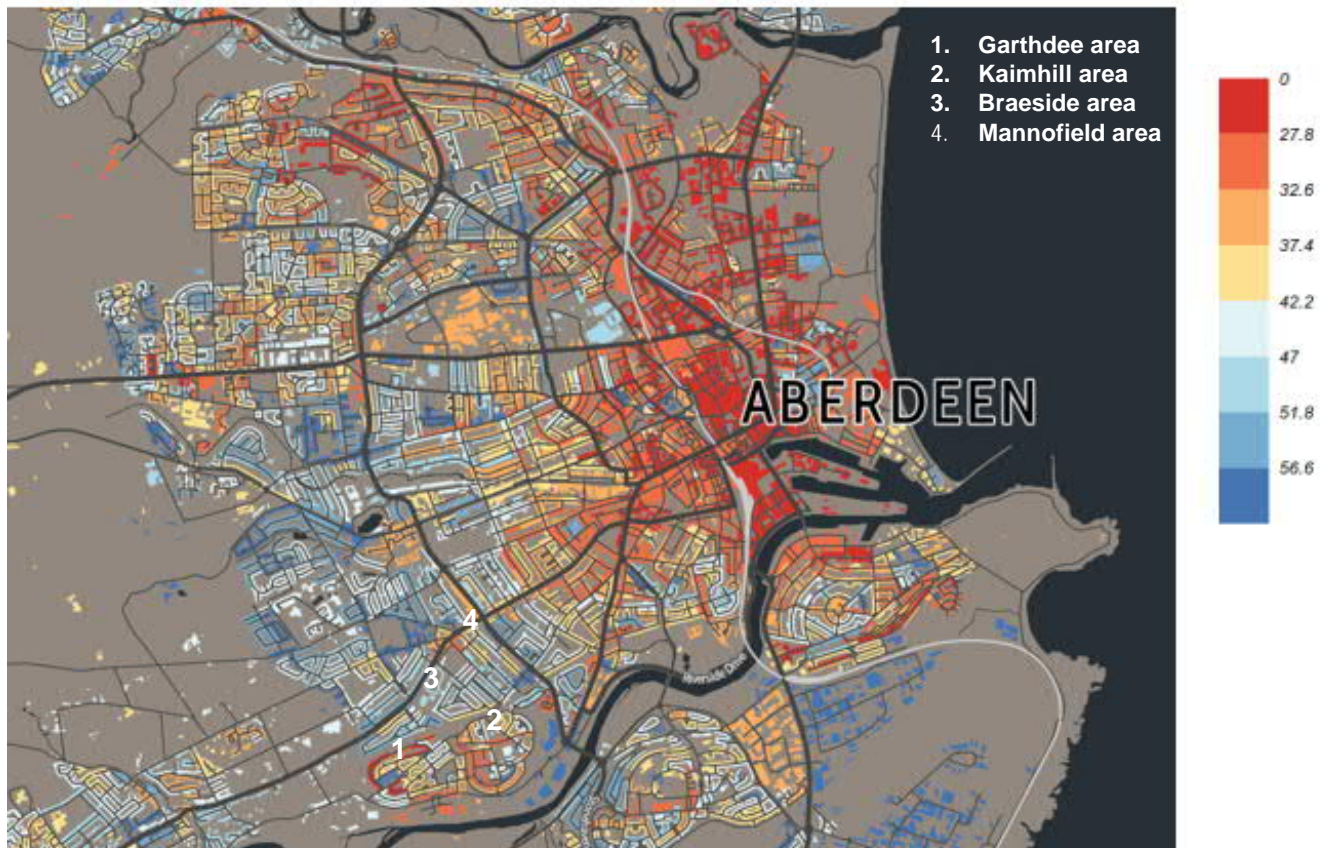 1. Garthdee area
2. Kaimhill area
3. Braeside area
4. Mannofield area
0
27.8
32.6
37.4
42.2
47
51.8
56.6
ABERDEEN
4
3
Riverside Drive
2
1